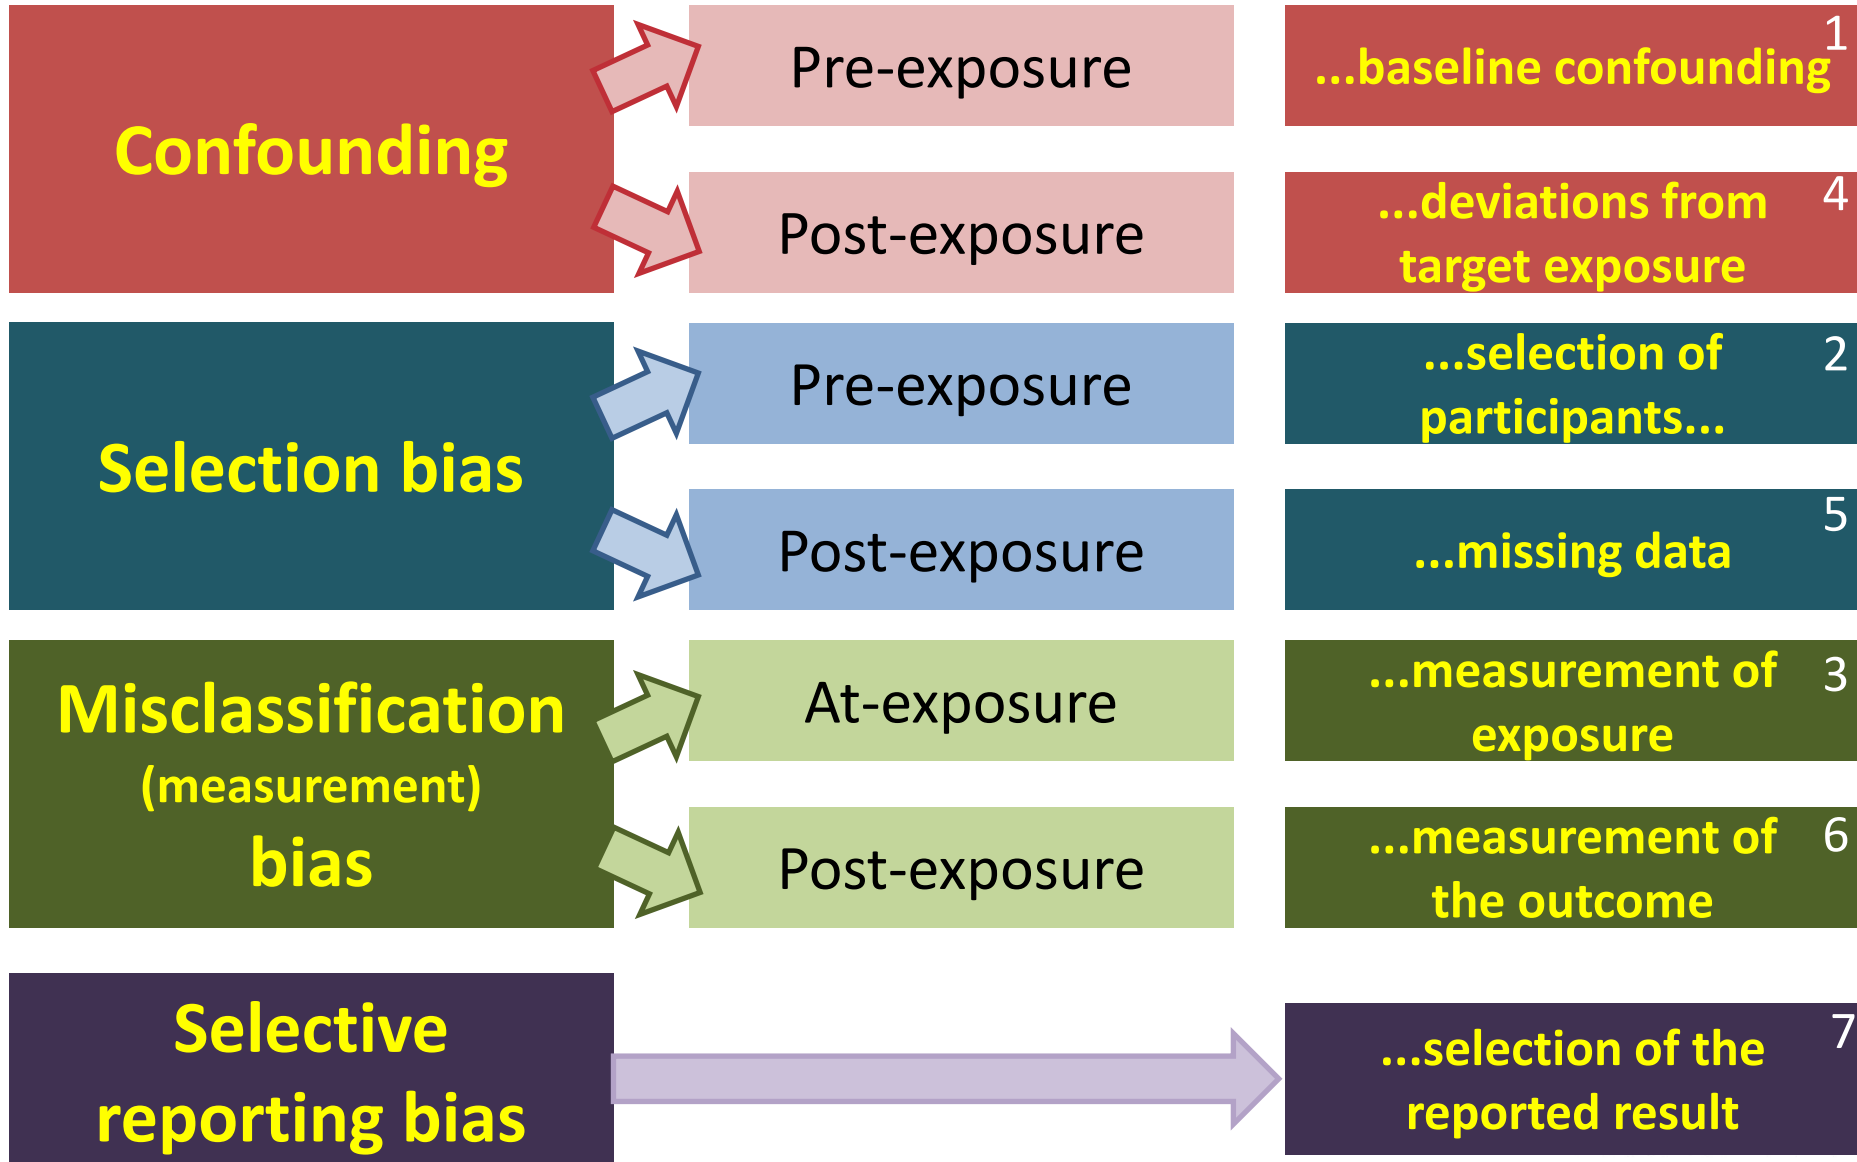 Confounding
Pre-exposure
...baseline confounding
1
Post-exposure
...deviations from
target exposure
4
Selection bias
Pre-exposure
...selection of
participants...
2
Post-exposure
...missing data
5
Misclassification
(measurement)
bias
At-exposure
...measurement of
exposure
3
Post-exposure
...measurement of
the outcome
6
Selective
reporting bias
...selection of the
reported result
7